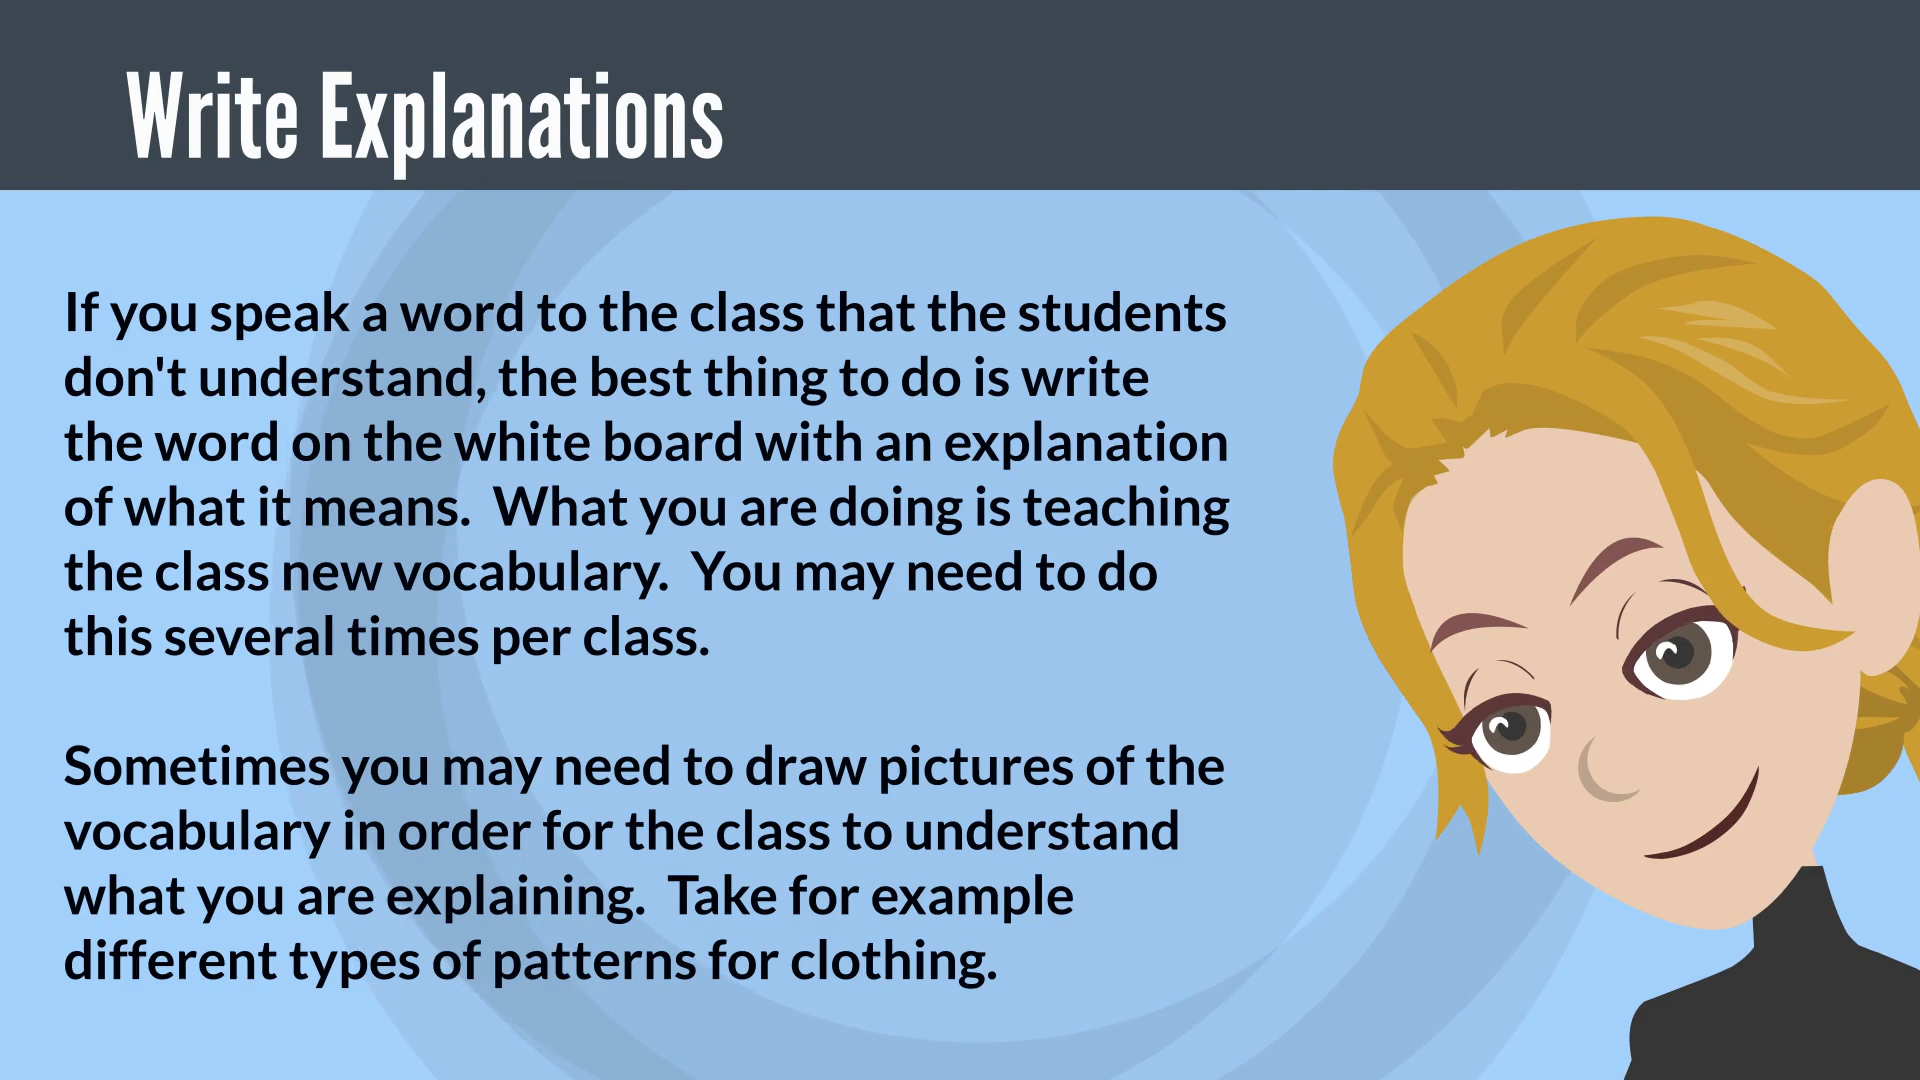 Write Explanations
If you speak a word to the class that the students
don't understand, the best thing to do is write
the word on the white board with an explanation
of what it means.  What you are doing is teaching
the class new vocabulary.  You may need to do
this several times per class.
Sometimes you may need to draw pictures of the
vocabulary in order for the class to understand
what you are explaining.  Take for example
different types of patterns for clothing.